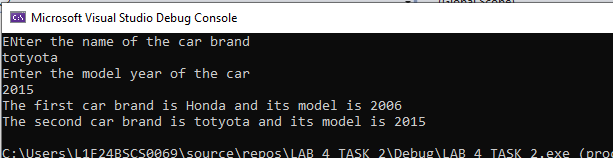 Microsoft Visual Studio Debug Console
ENter the name of the car brand
totyota
Enter the model year of the car
2015
The first car brand is Honda and its model is 2006
The second car brand is totyota and its model is 2015
C:\Users\L1F24BSCS0069\source\repos\LAB 4 TASK 2\Debug\LAB 4 TASK 2.exe (pro